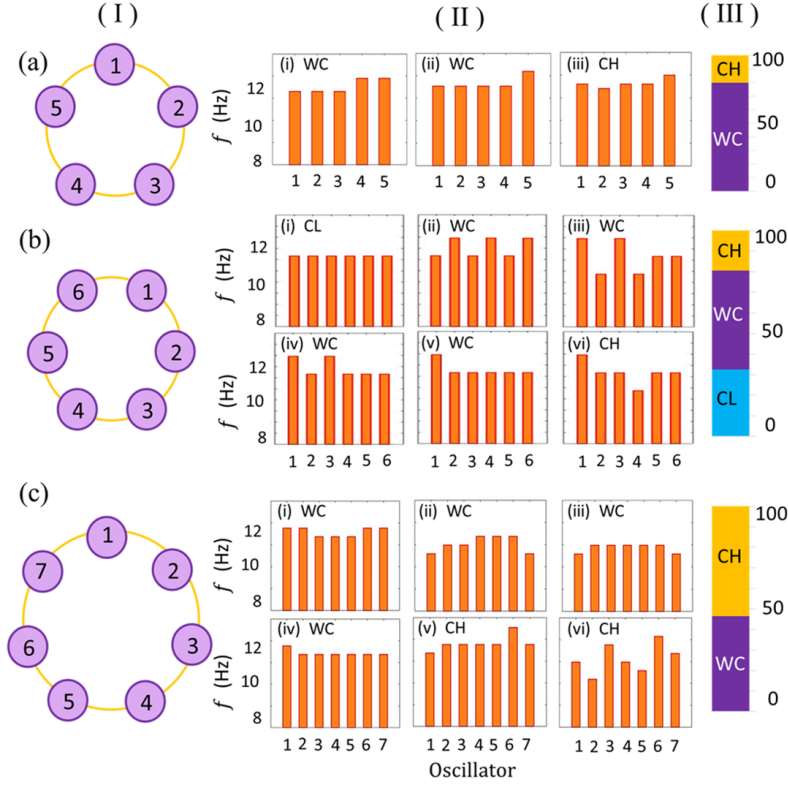 ( I )
( II )
( III )
(a)
1
2
3
4
5
f (Hz)
12
10
8
(i) WC
1 2 3 4 5
(ii) WC
1 2 3 4 5
(iii) CH
1 2 3 4 5
CH
WC
100
50
0
(b)
6
1
5
2
4
3
f (Hz)
12
10
8
(i) CL
(ii) WC
(iii) WC
f (Hz)
12
10
8
(iv) WC
1 2 3 4 5 6
(v) WC
1 2 3 4 5 6
(vi) CH
1 2 3 4 5 6
CH
WC
CL
100
50
0
(c)
1
7
2
6
3
5
4
f (Hz)
12
10
8
(i) WC
(ii) WC
(iii) WC
f (Hz)
12
10
8
(iv) WC
1 2 3 4 5 6 7
(v) CH
1 2 3 4 5 6 7
(vi) CH
1 2 3 4 5 6 7
Oscillator
CH
WC
100
50
0